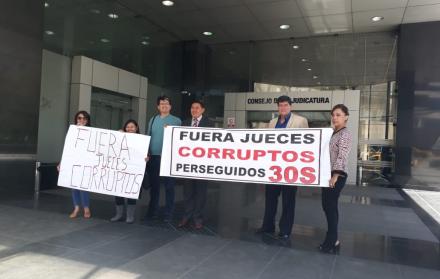 CONSEJO DE LA JUDICATURA
FUERA
JUECES
CORRUPTOS
FUERA JUECES
CORRUPTOS
PERSEGUIDOS 30S